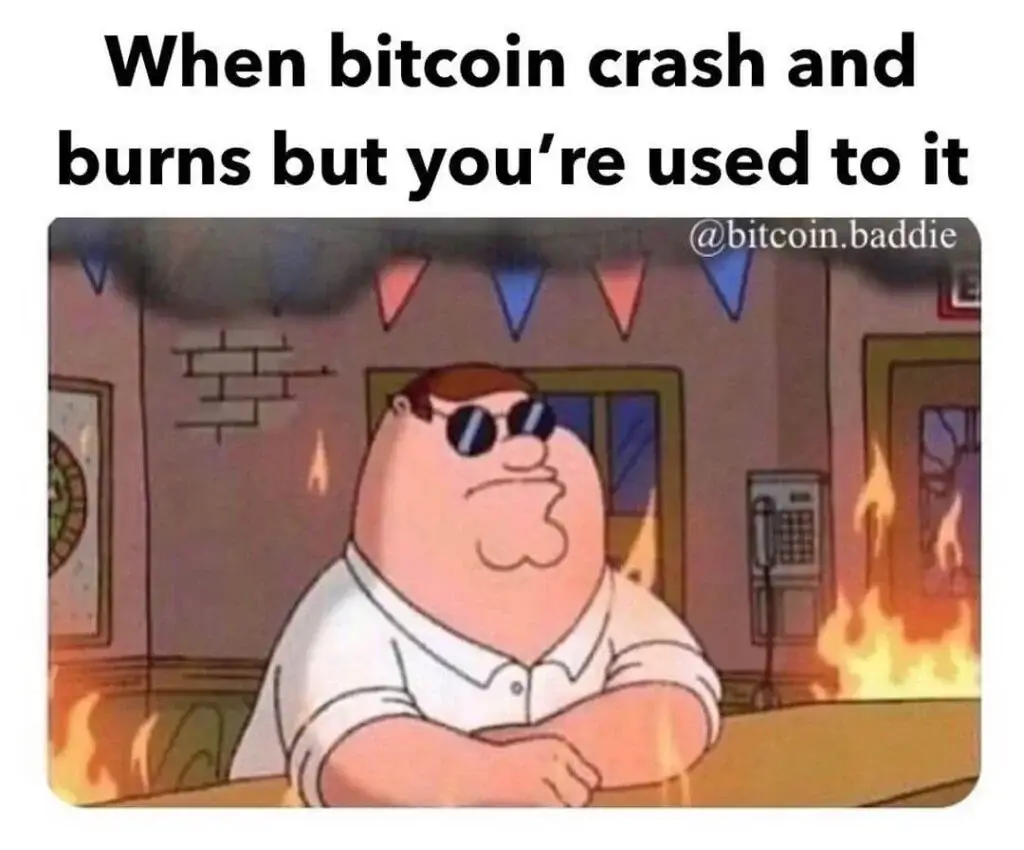 When bitcoin crash and
burns but you’re used to it
@bitcoin.baddie
E